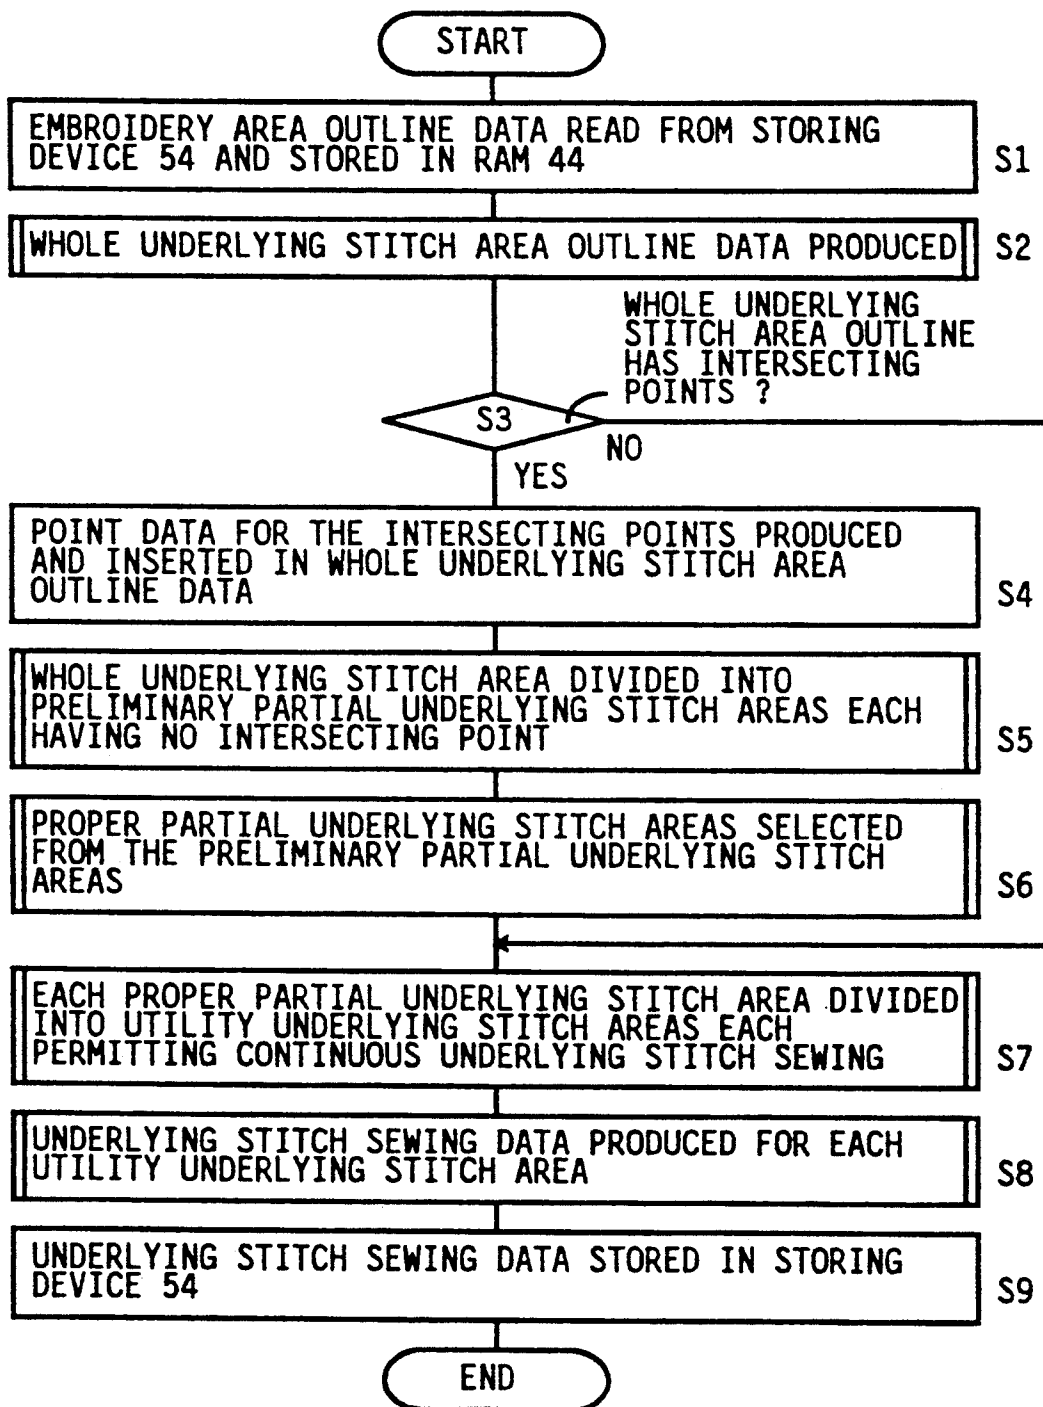 START
EMBROIDERY AREA OUTLINE DATA READ FROM STORING
DEVICE 54 AND STORED IN RAM 44
S1
WHOLE UNDERLYING STITCH AREA OUTLINE DATA PRODUCED
S2
WHOLE UNDERLYING
STITCH AREA OUTLINE
HAS INTERSECTING
POINTS ?
S3
NO
YES
POINT DATA FOR THE INTERSECTING POINTS PRODUCED
AND INSERTED IN WHOLE UNDERLYING STITCH AREA
OUTLINE DATA
S4
WHOLE UNDERLYING STITCH AREA DIVIDED INTO
PRELIMINARY PARTIAL UNDERLYING STITCH AREAS EACH
HAVING NO INTERSECTING POINT
S5
PROPER PARTIAL UNDERLYING STITCH AREAS SELECTED
FROM THE PRELIMINARY PARTIAL UNDERLYING STITCH
AREAS
S6
EACH PROPER PARTIAL UNDERLYING STITCH AREA DIVIDED
INTO UTILITY UNDERLYING STITCH AREAS EACH
PERMITTING CONTINUOUS UNDERLYING STITCH SEWING
S7
UNDERLYING STITCH SEWING DATA PRODUCED FOR EACH
UTILITY UNDERLYING STITCH AREA
S8
UNDERLYING STITCH SEWING DATA STORED IN STORING
DEVICE 54
S9
END